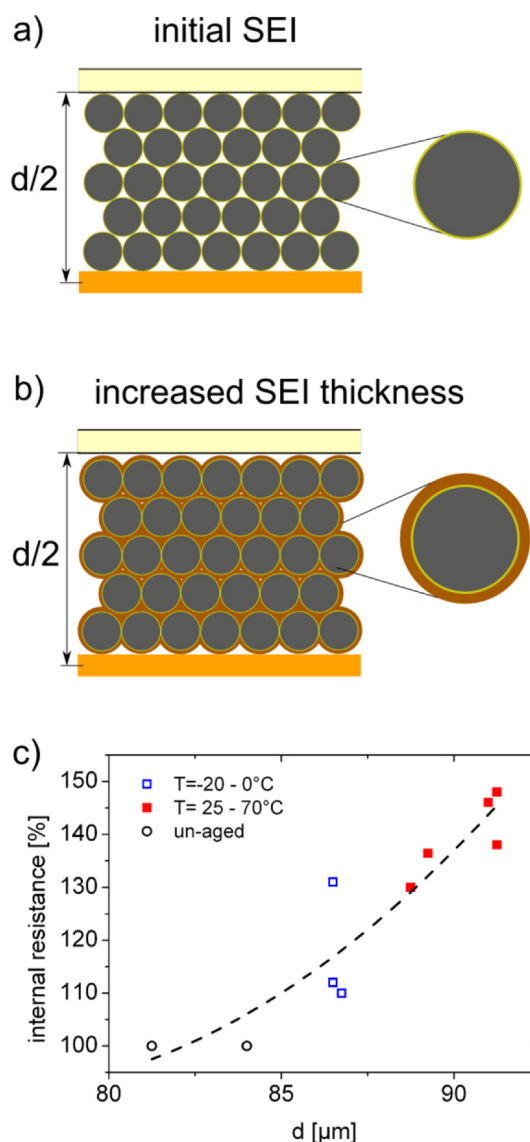 a) initial SEI
d/2
b) increased SEI thickness
d/2
c)
T=-20 - 0°C
T= 25 - 70°C
un-aged
internal resistance [%]
150
140
130
120
110
100
80 85 90
d [µm]